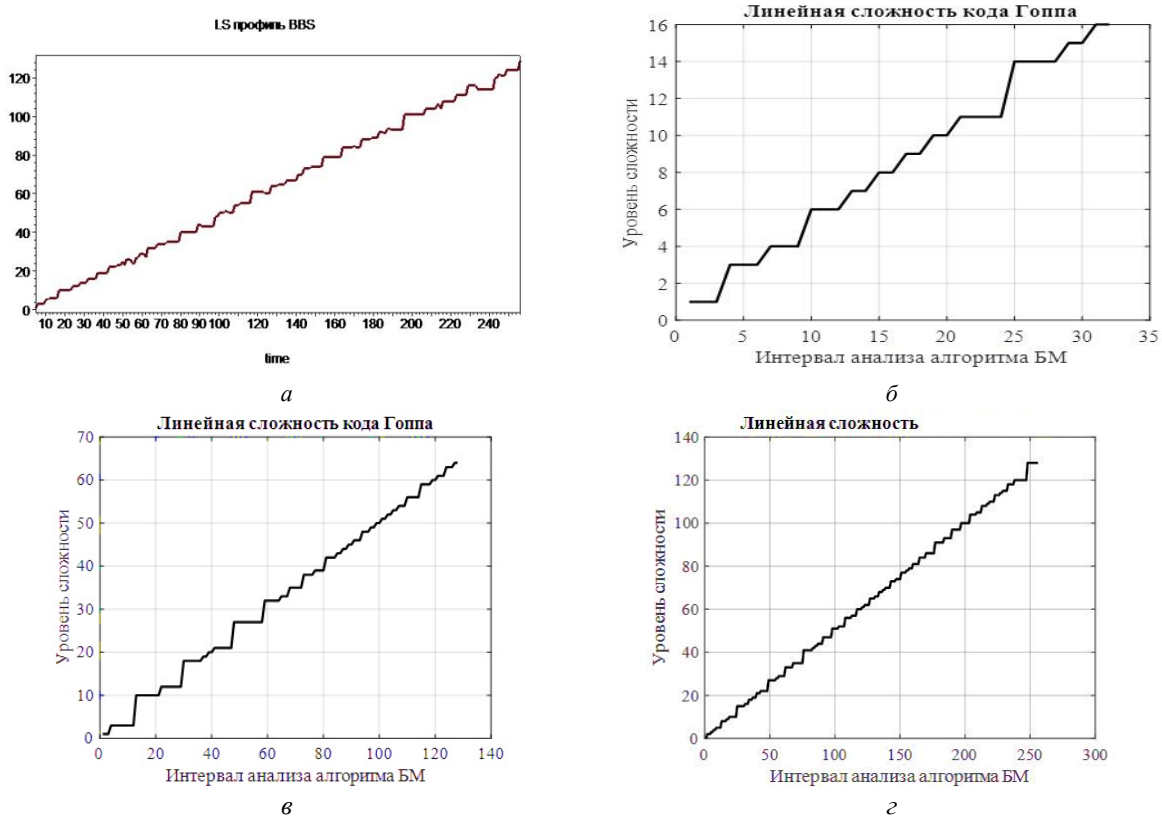 LS профиль BBS
120
100
80
60
40
20
0
10 20 30 40 50 60 70 80 90 100 120 140 160 180 200 220 240
time
а
Линейная сложность кода Гоппа
Уровень сложности
16
14
12
10
8
6
4
2
0
0 5 10 15 20 25 30 35
Интервал анализа алгоритма БМ
б
Линейная сложность кода Гоппа
Уровень сложности
70
60
50
40
30
20
10
0
0 20 40 60 80 100 120 140
Интервал анализа алгоритма БМ
в
Линейная сложность
Уровень сложности
140
120
100
80
60
40
20
0
0 50 100 150 200 250 300
Интервал анализа алгоритма БМ
г